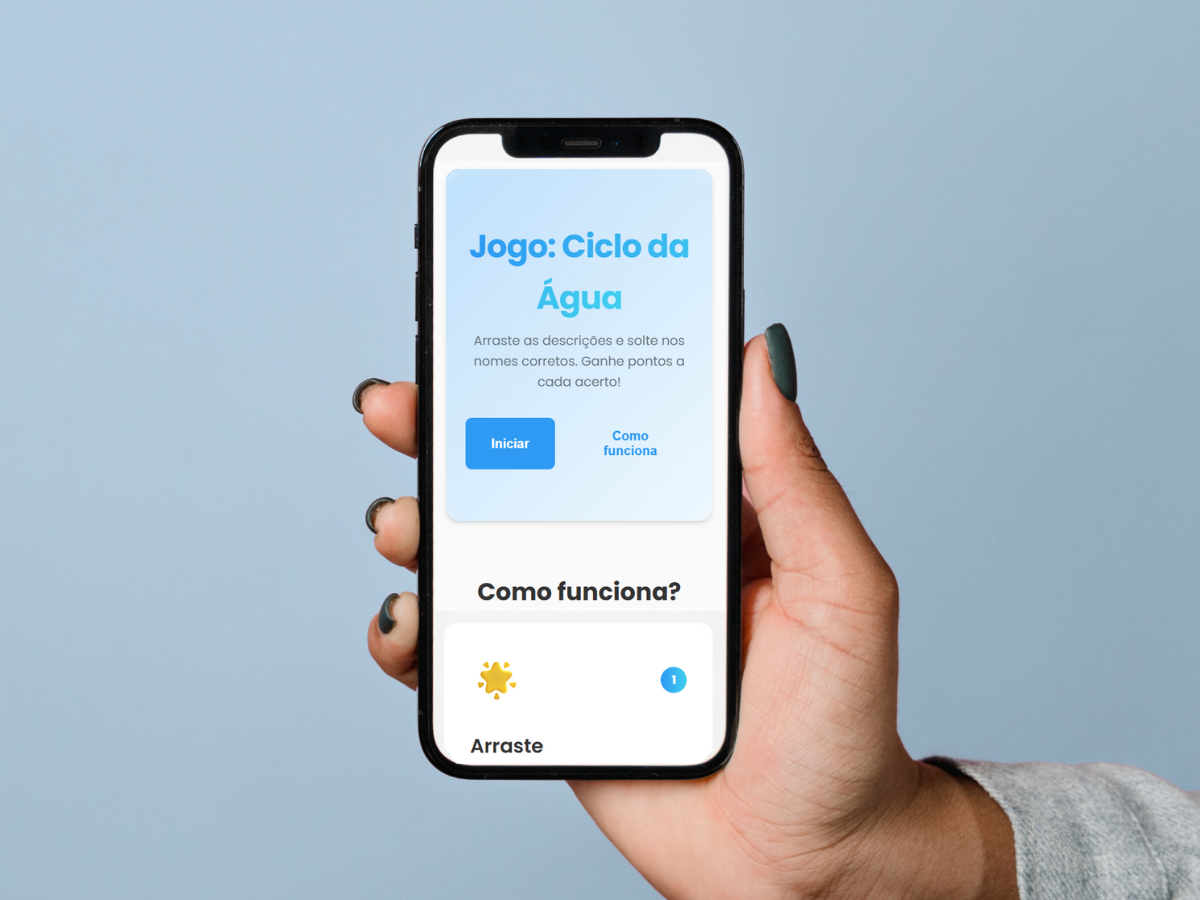 Jogo: Ciclo da
Água
Arraste as descrições e solte nos
nomes corretos. Ganhe pontos a
cada acerto!
Iniciar
Como
funciona
Como funciona?
1
Arraste